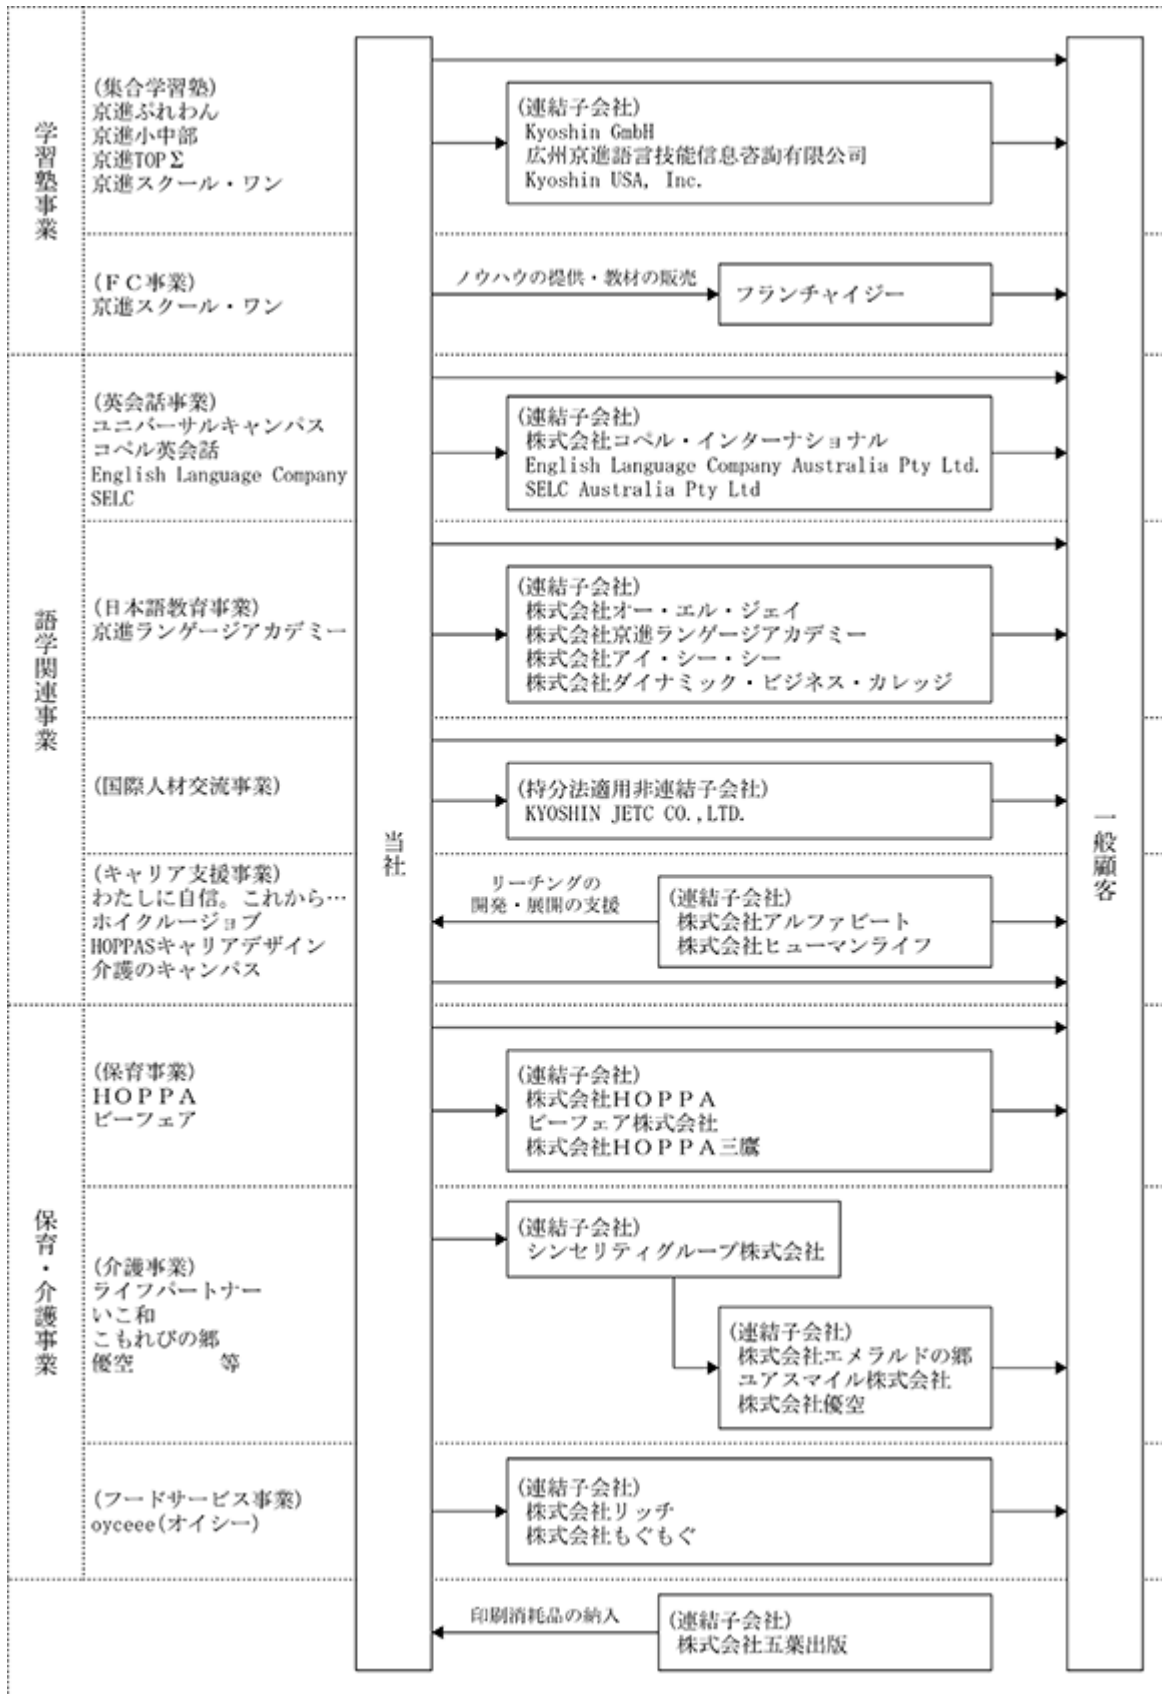 学習塾事業
(集合学習塾)
京進ぷれわん
京進小中部
京進TOPΣ
京進スクール・ワン
(連結子会社)
Kyoshin GmbH
広州京進語言技能信息咨詢有限公司
Kyoshin USA, Inc.
(ＦＣ事業)
京進スクール・ワン
ノウハウの提供・教材の販売
フランチャイジー
語学関連事業
(英会話事業)
ユニバーサルキャンパス
コペル英会話
English Language Company
SELC
(連結子会社)
株式会社コペル・インターナショナル
English Language Company Australia Pty Ltd.
SELC Australia Pty Ltd
(日本語教育事業)
京進ランゲージアカデミー
(連結子会社)
株式会社オー・エル・ジェイ
株式会社京進ランゲージアカデミー
株式会社アイ・シー・シー
株式会社ダイナミック・ビジネス・カレッジ
(国際人材交流事業)
(持分法適用非連結子会社)
KYOSHIN JETC CO.,LTD.
当社
一般顧客
(キャリア支援事業)
わたしに自信。これから…
ホイクルージョブ
HOPPASキャリアデザイン
介護のキャンパス
リーチングの
開発・展開の支援
(連結子会社)
株式会社アルファビート
株式会社ヒューマンライフ
保育・介護事業
(保育事業)
ＨＯＰＰＡ
ビーフェア
(連結子会社)
株式会社ＨＯＰＰＡ
ビーフェア株式会社
株式会社ＨＯＰＰＡ三鷹
(介護事業)
ライフパートナー
いこ和
こもれびの郷
優空　　　　等
(連結子会社)
シンセリティグループ株式会社
(連結子会社)
株式会社エメラルドの郷
ユアスマイル株式会社
株式会社優空
(フードサービス事業)
oyceee(オイシー)
(連結子会社)
株式会社リッチ
株式会社もぐもぐ
印刷消耗品の納入
(連結子会社)
株式会社五葉出版